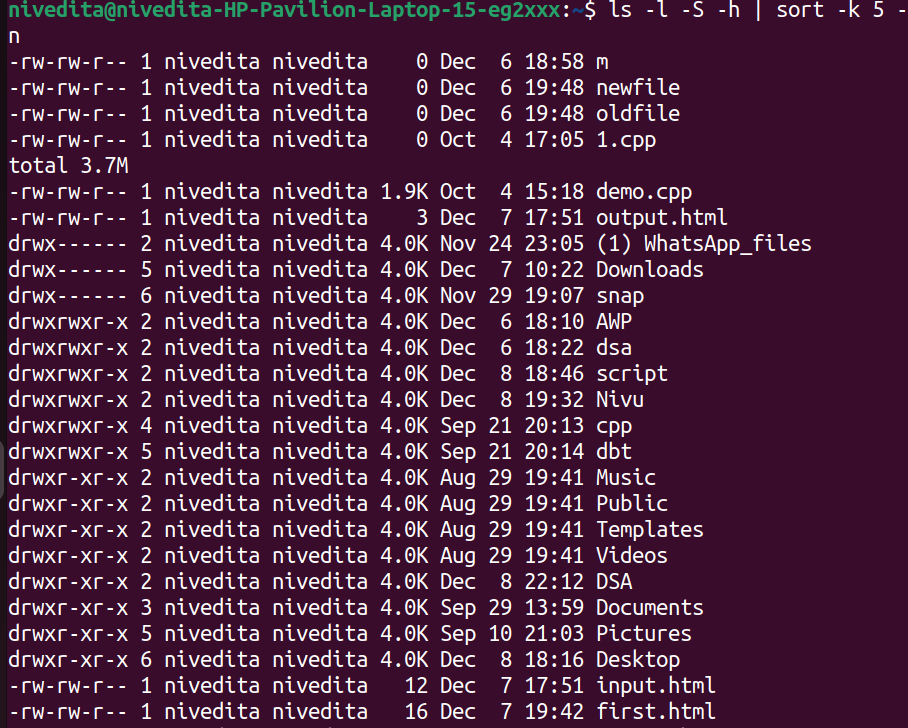 nivedita@nivedita-HP-Pavilion-Laptop-15-eg2xxx:~$ ls -l -S -h | sort -k 5 -
n
-rw-rw-r-- 1 nivedita nivedita    0 Dec  6 18:58 m
-rw-rw-r-- 1 nivedita nivedita    0 Dec  6 19:48 newfile
-rw-rw-r-- 1 nivedita nivedita    0 Dec  6 19:48 oldfile
-rw-rw-r-- 1 nivedita nivedita    0 Oct  4 17:05 1.cpp
total 3.7M
-rw-rw-r-- 1 nivedita nivedita 1.9K Oct  4 15:18 demo.cpp
-rw-rw-r-- 1 nivedita nivedita    3 Dec  7 17:51 output.html
drwx------ 2 nivedita nivedita 4.0K Nov 24 23:05 (1) WhatsApp_files
drwx------ 5 nivedita nivedita 4.0K Dec  7 10:22 Downloads
drwx------ 6 nivedita nivedita 4.0K Nov 29 19:07 snap
drwxrwxr-x 2 nivedita nivedita 4.0K Dec  6 18:10 AWP
drwxrwxr-x 2 nivedita nivedita 4.0K Dec  6 18:22 dsa
drwxrwxr-x 2 nivedita nivedita 4.0K Dec  8 18:46 script
drwxrwxr-x 2 nivedita nivedita 4.0K Dec  8 19:32 Nivu
drwxrwxr-x 4 nivedita nivedita 4.0K Sep 21 20:13 cpp
drwxrwxr-x 5 nivedita nivedita 4.0K Sep 21 20:14 dbt
drwxr-xr-x 2 nivedita nivedita 4.0K Aug 29 19:41 Music
drwxr-xr-x 2 nivedita nivedita 4.0K Aug 29 19:41 Public
drwxr-xr-x 2 nivedita nivedita 4.0K Aug 29 19:41 Templates
drwxr-xr-x 2 nivedita nivedita 4.0K Aug 29 19:41 Videos
drwxr-xr-x 2 nivedita nivedita 4.0K Dec  8 22:12 DSA
drwxr-xr-x 3 nivedita nivedita 4.0K Sep 29 13:59 Documents
drwxr-xr-x 5 nivedita nivedita 4.0K Sep 10 21:03 Pictures
drwxr-xr-x 6 nivedita nivedita 4.0K Dec  8 18:16 Desktop
-rw-rw-r-- 1 nivedita nivedita   12 Dec  7 17:51 input.html
-rw-rw-r-- 1 nivedita nivedita   16 Dec  7 19:42 first.html